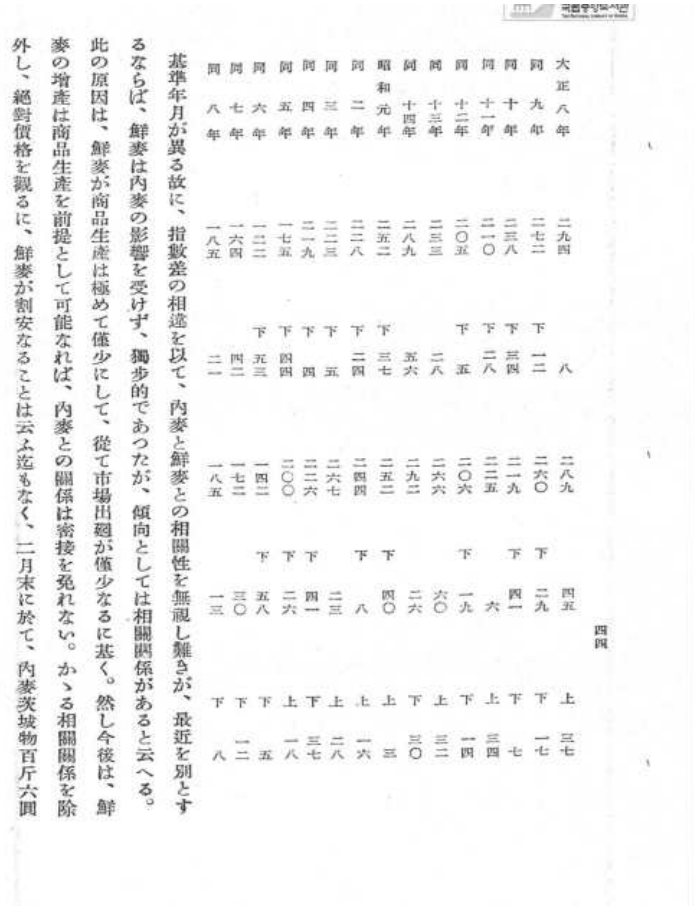 국립중앙도서관
The National Library of Korea
四四
大正八年 二九四 八 二八九 四五 上 三七
同九年 二七二 下 一二 二六〇 下 二九 下 一七
同十年 二三八 下 三四 二一九 下 四一 下 七
同十一年 二一〇 下 二八 二二五 六 上 三四
同十二年 二〇五 下 五 二〇六 下 一九 下 一四
同十三年 二三三 二八 二六六 六〇 上 三二
同十四年 二八九 五六 二九二 二六 下 三〇
昭和元年 二五二 下 三七 二五二 下 四〇 上 三
同二年 二二八 下 二四 二四四 下 八 上 一六
同三年 二二三 下 五 二六七 二三 上 二八
同四年 二一九 下 四 二二六 下 四一 下 三七
同五年 一七五 下 四四 二〇〇 下 二六 上 一八
同六年 一二二 下 五三 一四二 下 五八 下 五
同七年 一六四 四二 一七二 三〇 下 一二
同八年 一八五 二一 一八五 一三 下 八
基準年月が異る故に、指數差の相違を以て、內麥と鮮麥との相關性を無視し難きが、最近を別とす
るならば、鮮麥は內麥の影響を受けず、獨步的であつたが、傾向としては相關關係があると云へる。
此の原因は、鮮麥が商品生產は極めて僅少にして、從て市場出廻が僅少なるに基く。然し今後は、鮮
麥の增產は商品生產を前提として可能なれば、內麥との關係は密接を免れない。かゝる相關關係を除
外し、絕對價格を觀るに、鮮麥が割安なることは云ふ迄もなく、二月末に於て、內麥茨城物百斤六圓